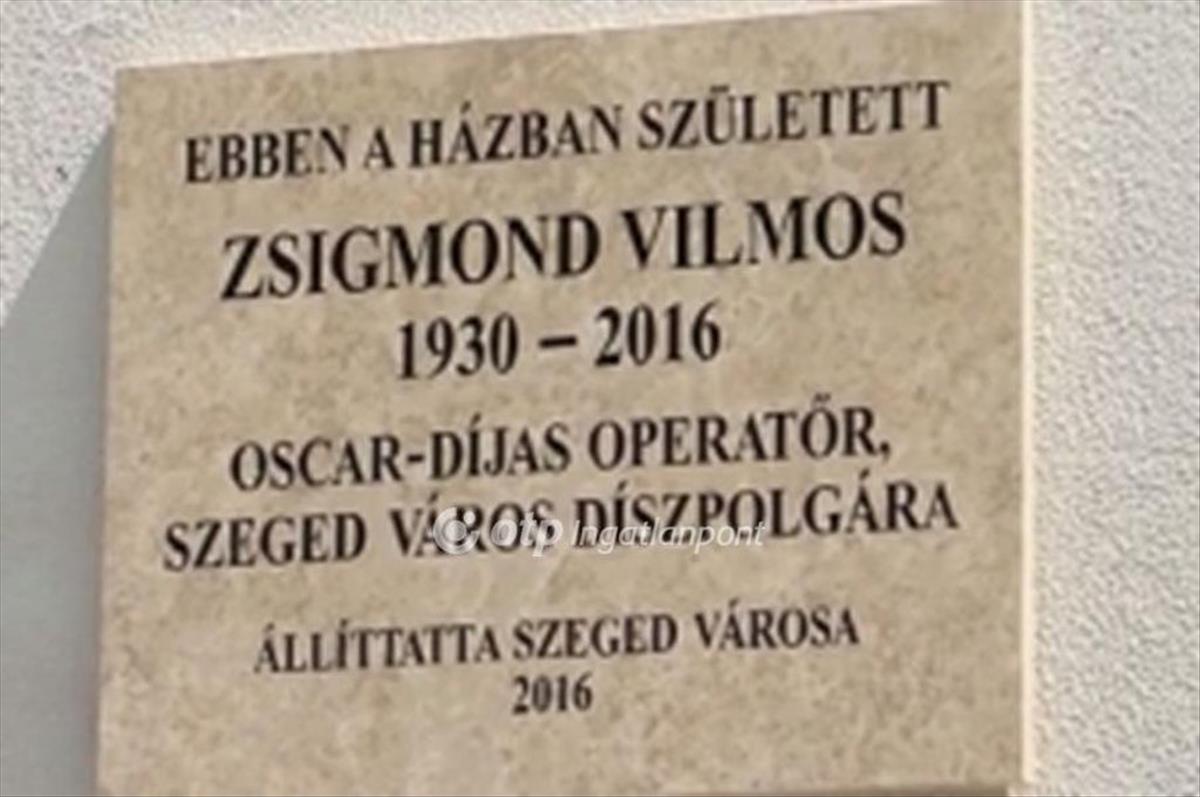 EBBEN A HÁZBAN SZÜLETETT
ZSIGMOND VILMOS
1930 – 2016
OSCAR-DÍJAS OPERATŐR,
SZEGED VÁROS DÍSZPOLGÁRA
otp Ingatlanpont
ÁLLÍTTATTA SZEGED VÁROSA
2016